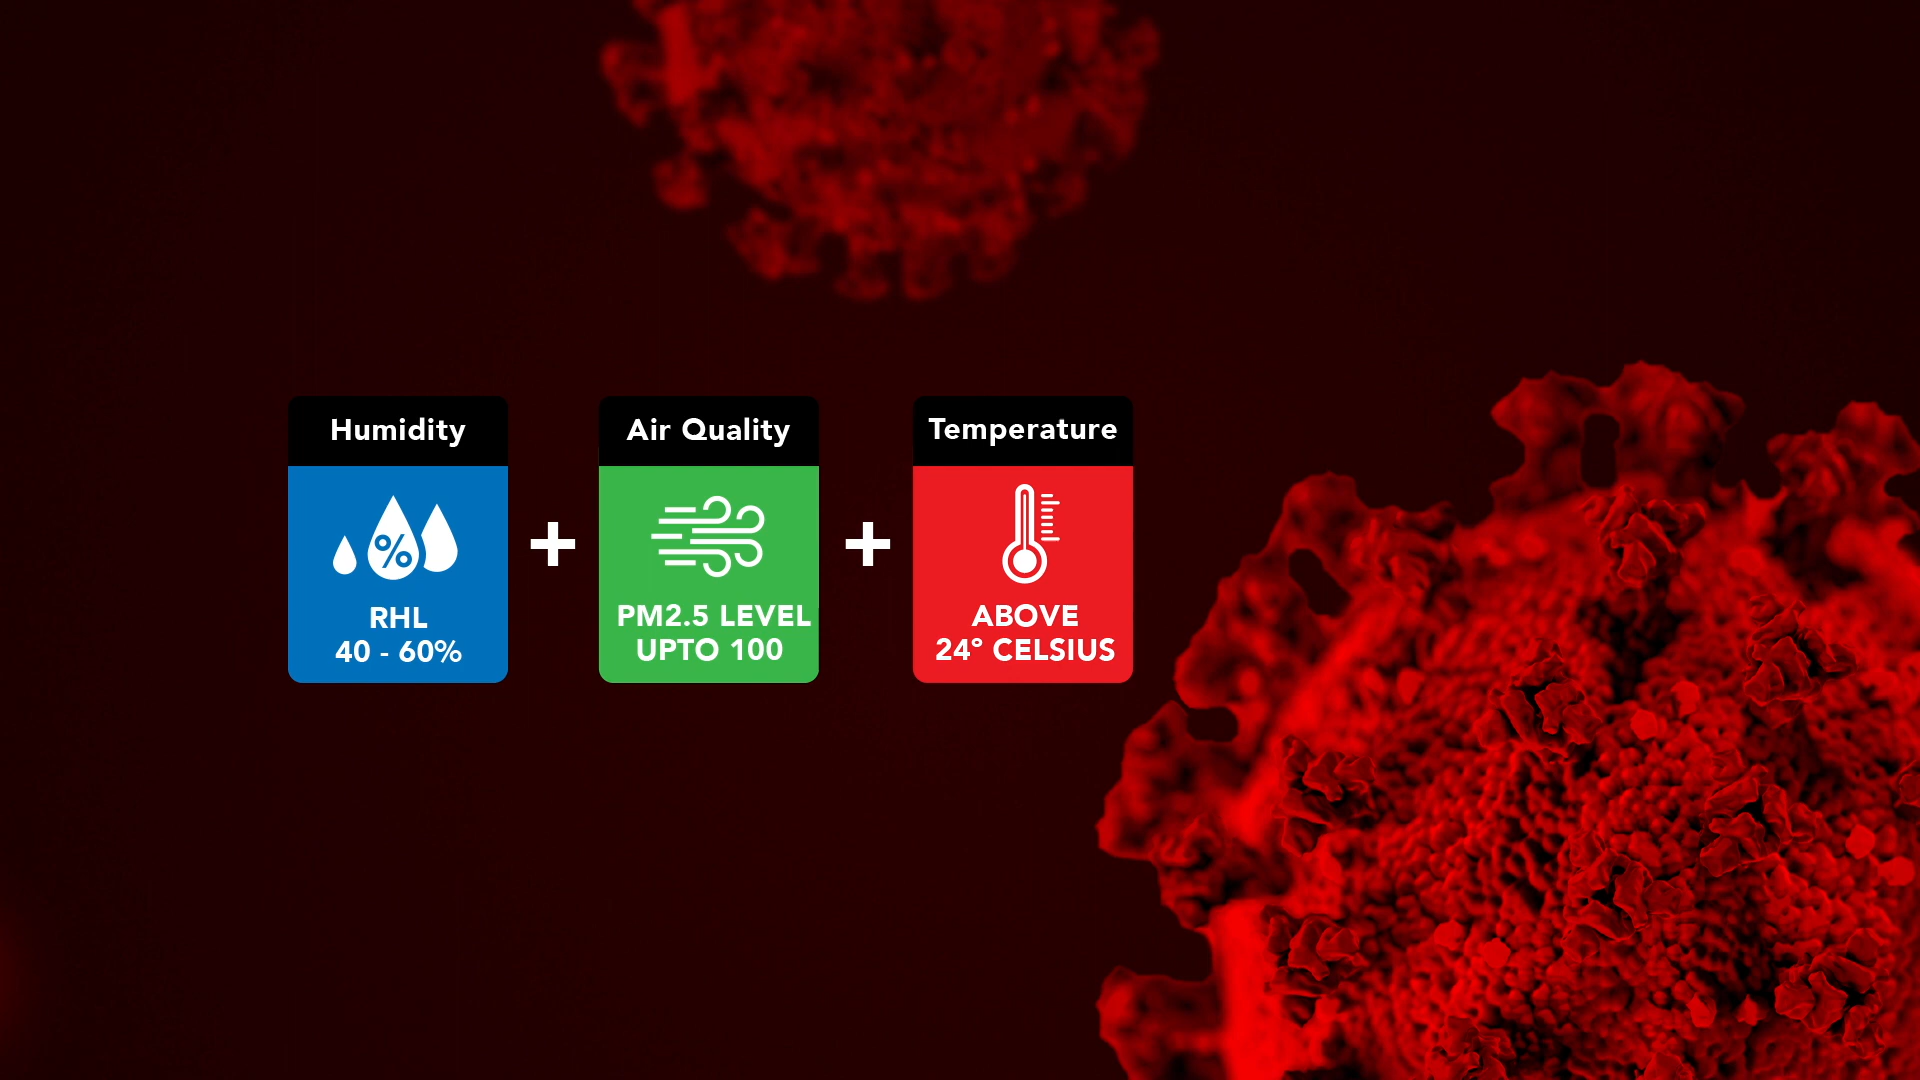 Humidity
RHL
40 - 60%
+
Air Quality
PM2.5 LEVEL
UPTO 100
+
Temperature
ABOVE
24° CELSIUS